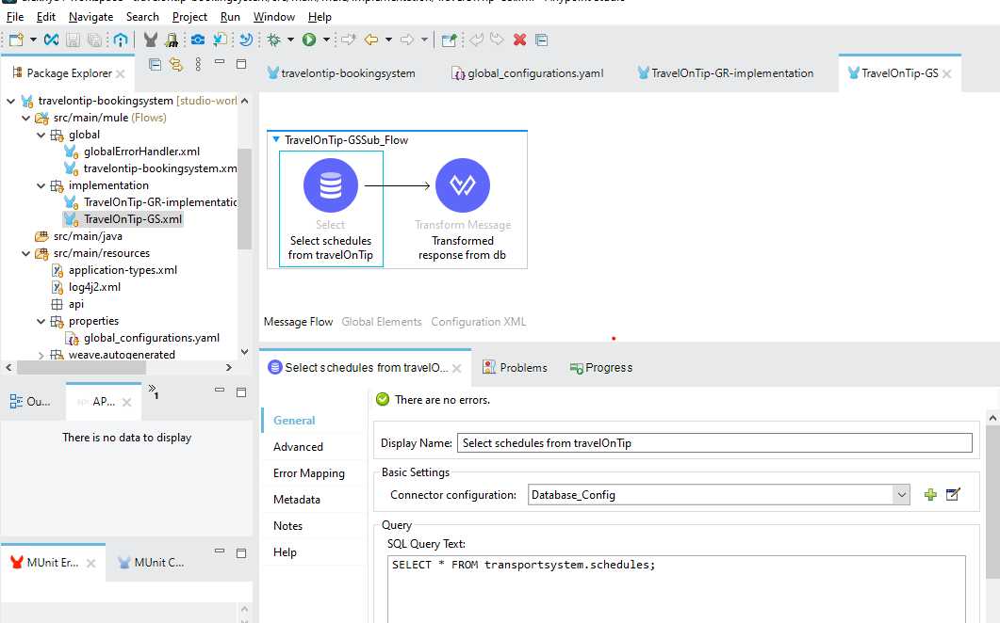 File Edit Navigate Search Project Run Window Help
Package Explorer
travelontip-bookingsystem
global_configurations.yaml
TravelOnTip-GR-implementation
TravelOnTip-GS
travelontip-bookingsystem [studio-worl
src/main/mule (Flows)
global
globalErrorHandler.xml
travelontip-bookingsystem.xm
implementation
TravelOnTip-GR-implementatio
TravelOnTip-GS.xml
src/main/java
src/main/resources
application-types.xml
log4j2.xml
api
properties
global_configurations.yaml
weave.autogenerated
TravelOnTip-GSSub_Flow
Select
Select schedules
from travelOnTip
Transform Message
Transformed
response from db
Message Flow Global Elements Configuration XML
Ou...
api AP...
1
There is no data to display
MUnit Er...
MUnit C...
Select schedules from travelO...
Problems
Progress
There are no errors.
General
Advanced
Error Mapping
Metadata
Notes
Help
Display Name: Select schedules from travelOnTip
Basic Settings
Connector configuration: Database_Config
Query
SQL Query Text:
SELECT * FROM transportsystem.schedules;